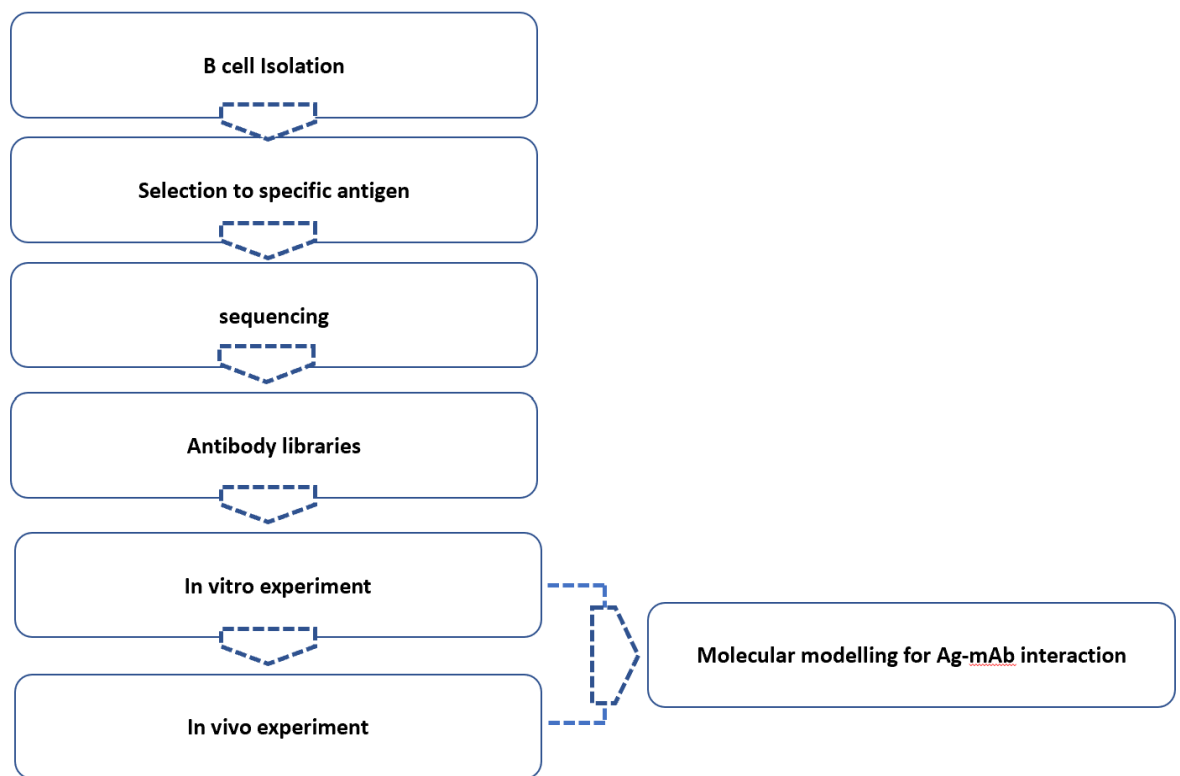 B cell Isolation
Selection to specific antigen
sequencing
Antibody libraries
In vitro experiment
Molecular modelling for Ag-mAb interaction
In vivo experiment